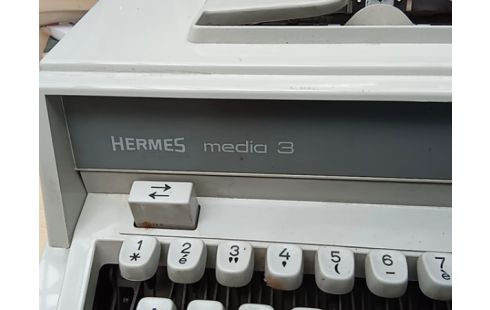 HERMES media 3
⇄
1 2 3 4 5 6 7
* é " ' ( - è